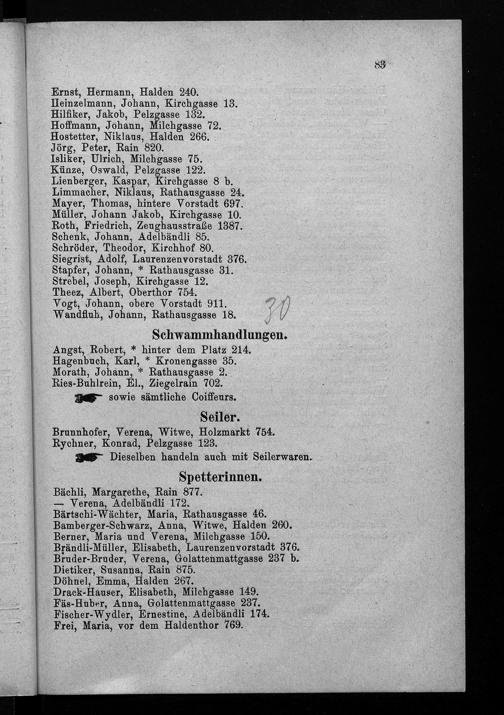 83
Ernst, Hermann, Halden 240.
Heinzelmann, Johann, Kirchgasse 13.
Hilfiker, Jakob, Pelzgasse 132.
Hoffmann, Johann, Milchgasse 72.
Hostetter, Niklaus, Halden 266.
Jörg, Peter, Rain 820.
Isliker, Ulrich, Milchgasse 75.
Künze, Oswald, Pelzgasse 122.
Lienberger, Kaspar, Kirchgasse 8 b.
Limmacher, Niklaus, Rathausgasse 24.
Mayer, Thomas, hintere Vorstadt 697.
Müller, Johann Jakob, Kirchgasse 10.
Roth, Friedrich, Zeughausstraße 1387.
Schenk, Johann, Adelbändli 85.
Schröder, Theodor, Kirchhof 80.
Siegrist, Adolf, Laurenzenvorstadt 376.
Stapfer, Johann, * Rathausgasse 31.
Strebel, Joseph, Kirchgasse 12.
Theez, Albert, Oberthor 754.
Vogt, Johann, obere Vorstadt 911.
Wandfluh, Johann, Rathausgasse 18.
30
Schwammhandlungen.
Angst, Robert, * hinter dem Platz 214.
Hagenbuch, Karl, * Kronengasse 35.
Morath, Johann, * Rathausgasse 2.
Ries-Buhlrein, El., Ziegelrain 702.
sowie sämtliche Coiffeurs.
Seiler.
Brunnhofer, Verena, Witwe, Holzmarkt 754.
Rychner, Konrad, Pelzgasse 123.
Dieselben handeln auch mit Seilerwaren.
Spetterinnen.
Bächli, Margarethe, Rain 877.
— Verena, Adelbändli 172.
Bärtschi-Wächter, Maria, Rathausgasse 46.
Bamberger-Schwarz, Anna, Witwe, Halden 260.
Berner, Maria und Verena, Milchgasse 150.
Brändli-Müller, Elisabeth, Laurenzenvorstadt 376.
Bruder-Bruder, Verena, Golattenmattgasse 237 b.
Dietiker, Susanna, Rain 875.
Döhnel, Emma, Halden 267.
Drack-Hauser, Elisabeth, Milchgasse 149.
Fäs-Huber, Anna, Golattenmattgasse 237.
Fischer-Wydler, Ernestine, Adelbändli 174.
Frei, Maria, vor dem Haldenthor 769.